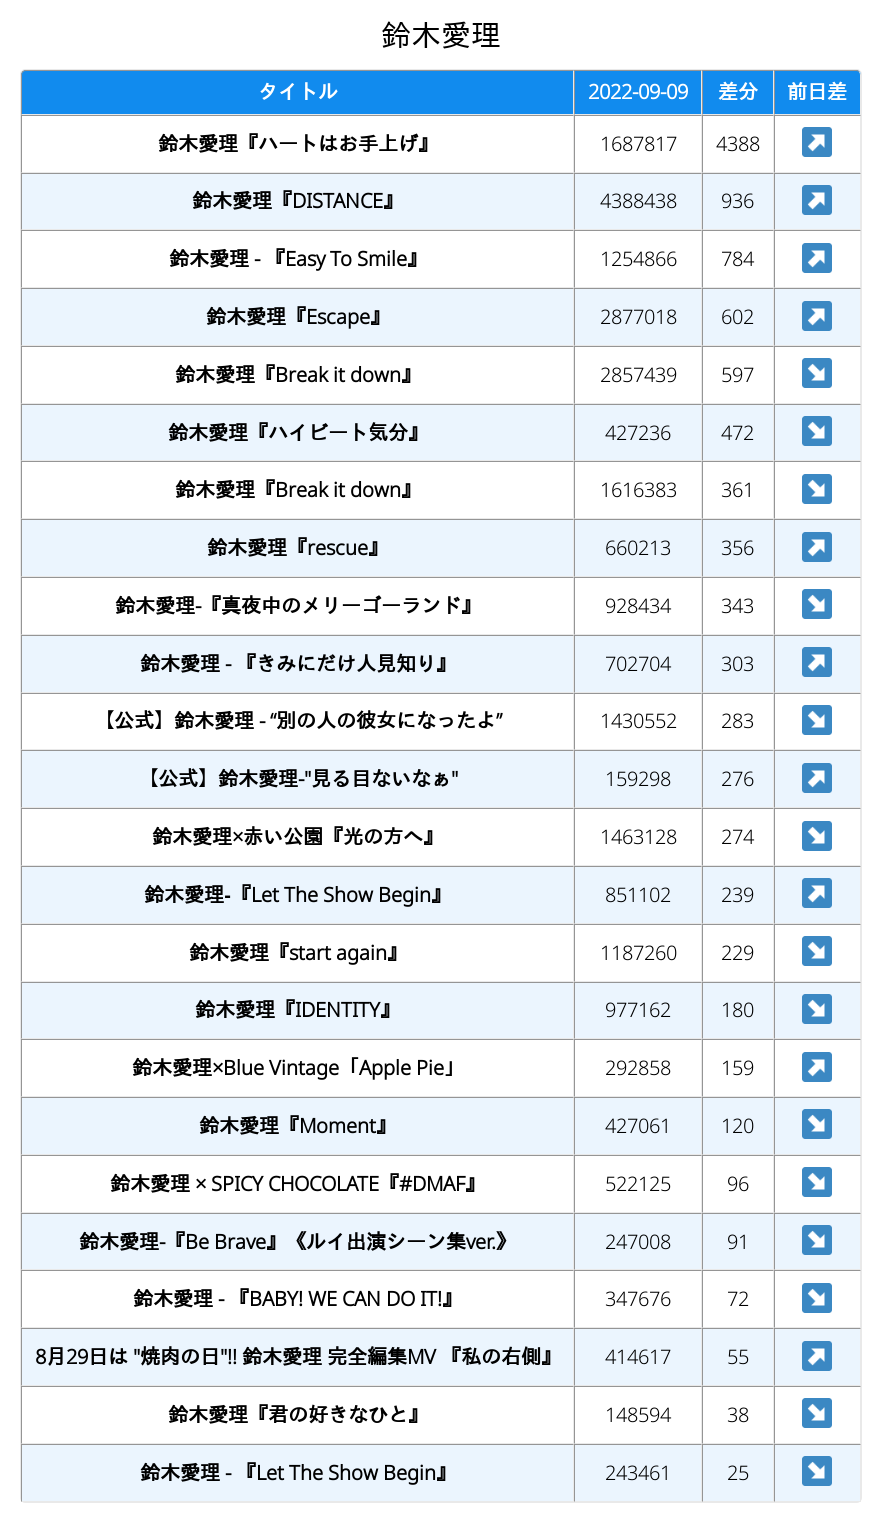 鈴木愛理
タイトル 2022-09-09 差分 前日差
鈴木愛理『ハートはお手上げ』 1687817 4388 ↗
鈴木愛理『DISTANCE』 4388438 936 ↗
鈴木愛理 - 『Easy To Smile』 1254866 784 ↗
鈴木愛理『Escape』 2877018 602 ↗
鈴木愛理『Break it down』 2857439 597 ↘
鈴木愛理『ハイビート気分』 427236 472 ↘
鈴木愛理『Break it down』 1616383 361 ↘
鈴木愛理『rescue』 660213 356 ↗
鈴木愛理-『真夜中のメリーゴーランド』 928434 343 ↘
鈴木愛理 - 『きみにだけ人見知り』 702704 303 ↗
【公式】鈴木愛理 - “別の人の彼女になったよ” 1430552 283 ↘
【公式】鈴木愛理-"見る目ないなぁ" 159298 276 ↗
鈴木愛理×赤い公園『光の方へ』 1463128 274 ↘
鈴木愛理-『Let The Show Begin』 851102 239 ↗
鈴木愛理『start again』 1187260 229 ↘
鈴木愛理『IDENTITY』 977162 180 ↘
鈴木愛理×Blue Vintage「Apple Pie」 292858 159 ↗
鈴木愛理『Moment』 427061 120 ↘
鈴木愛理 × SPICY CHOCOLATE『#DMAF』 522125 96 ↘
鈴木愛理-『Be Brave』《ルイ出演シーン集ver.》 247008 91 ↘
鈴木愛理 - 『BABY! WE CAN DO IT!』 347676 72 ↘
8月29日は "焼肉の日"!! 鈴木愛理 完全編集MV 『私の右側』 414617 55 ↗
鈴木愛理『君の好きなひと』 148594 38 ↘
鈴木愛理 - 『Let The Show Begin』 243461 25 ↘